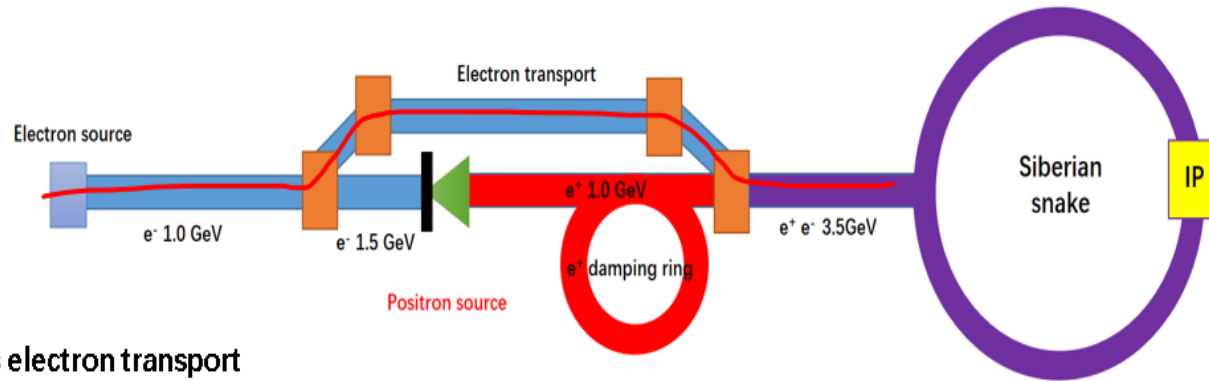 Electron transport
Electron source
Siberian
snake
IP
e⁺ 1.0 GeV
e⁻ 1.0 GeV
e⁻ 1.5 GeV
e⁺ e⁻ 3.5GeV
e⁺ damping ring
Positron source
electron transport